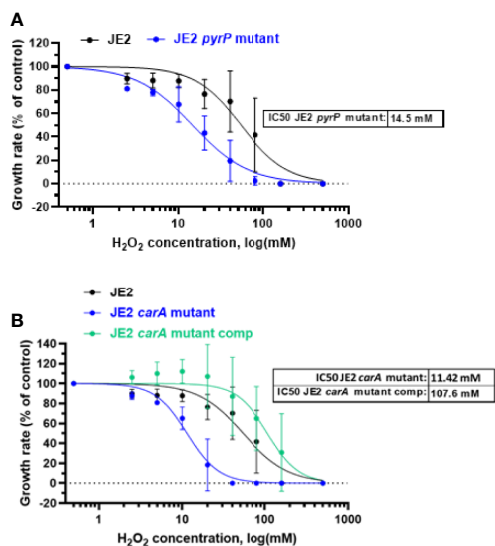 A
JE2 JE2 pyrP mutant
Growth rate (% of control)
120
100
80
60
40
20
0
-20
IC50 JE2 pyrP mutant: 14.5 mM
1 10 100 1000
H₂O₂ concentration, log(mM)
B
JE2
JE2 carA mutant
JE2 carA mutant comp
Growth rate (% of control)
140
120
100
80
60
40
20
0
-20
IC50 JE2 carA mutant: 11.42 mM
IC50 JE2 carA mutant comp: 107.6 mM
1 10 100 1000
H₂O₂ concentration, log(mM)